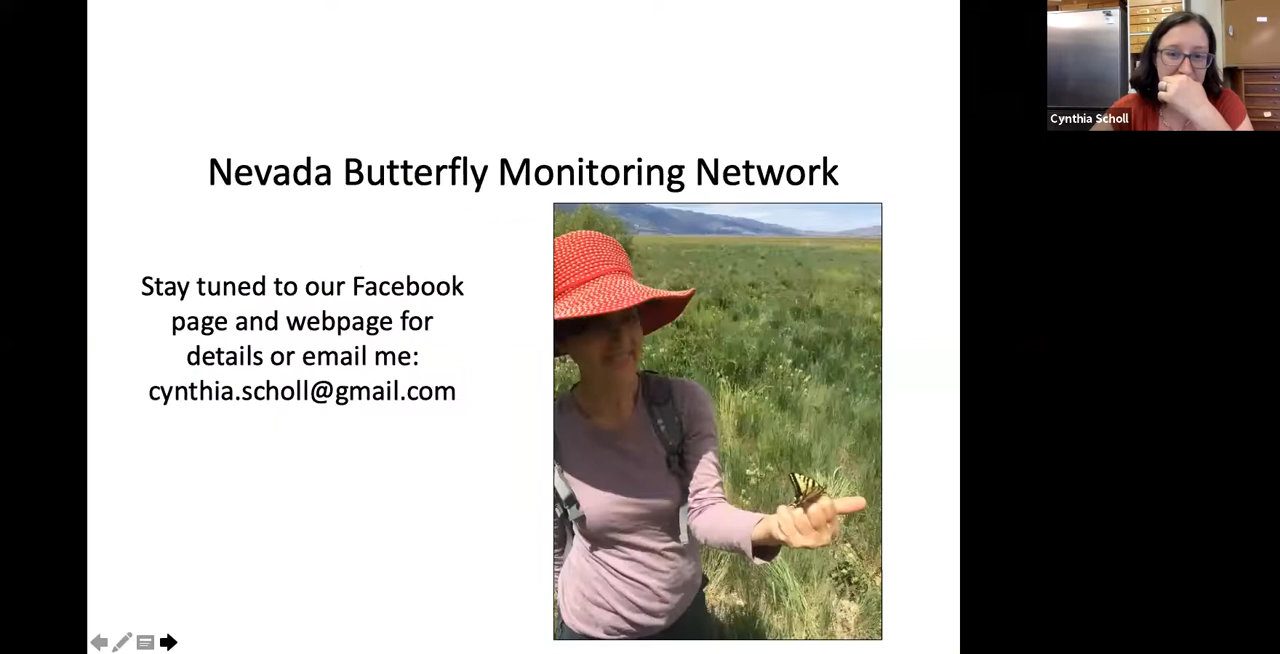 Nevada Butterfly Monitoring Network
Stay tuned to our Facebook
page and webpage for
details or email me:
cynthia.scholl@gmail.com
Cynthia Scholl